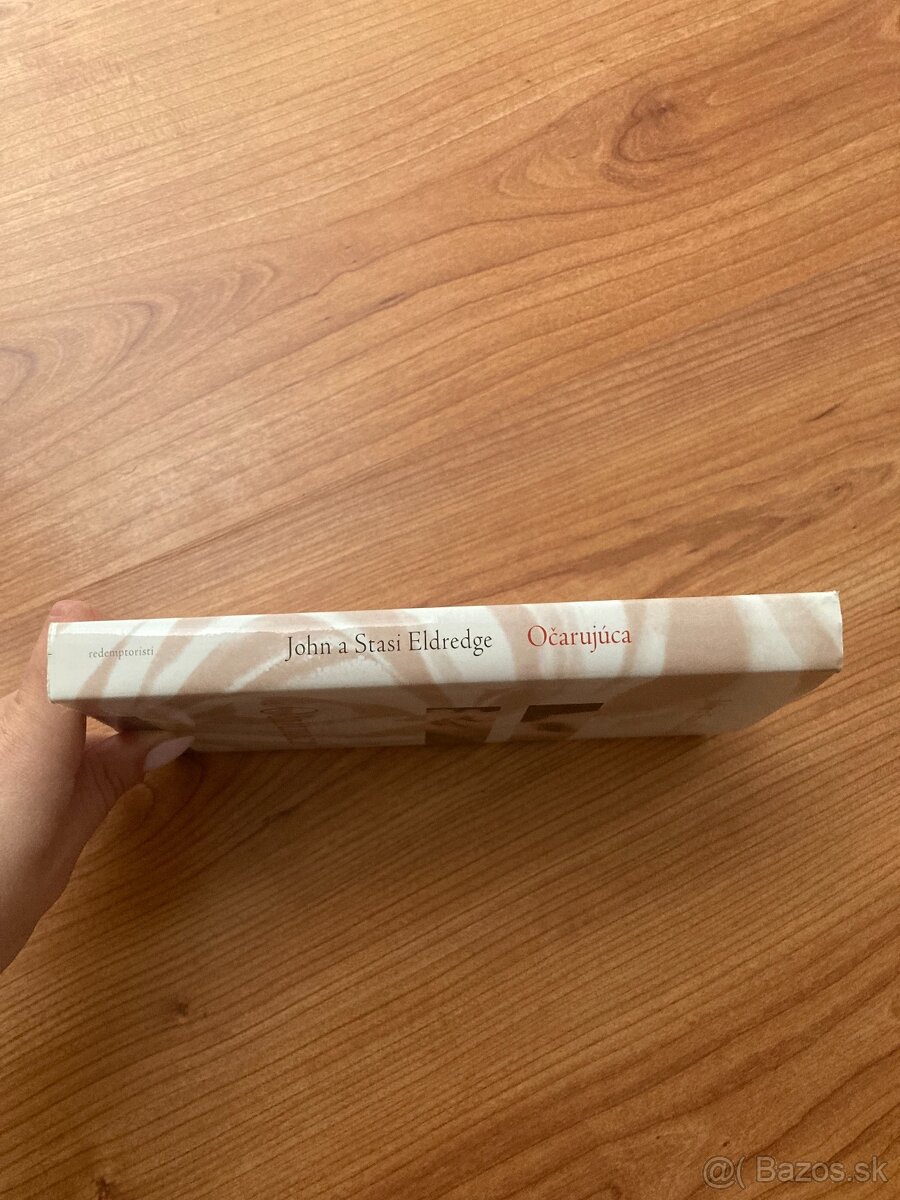 redemptoristi John a Stasi Eldredge Očarujúca
@( Bazos.sk